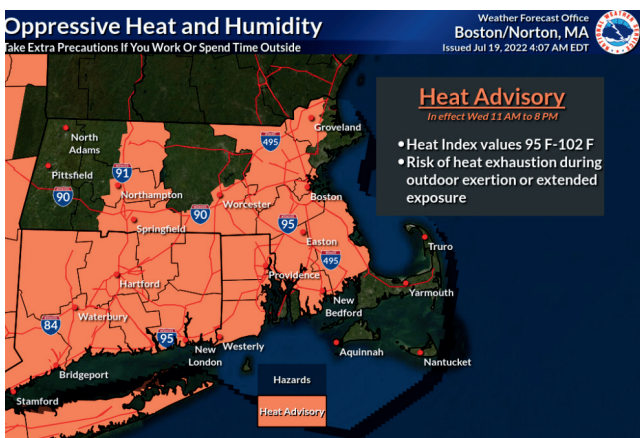 Oppressive Heat and Humidity
Take Extra Precautions If You Work Or Spend Time Outside
Weather Forecast Office
Boston/Norton, MA
Issued Jul 19, 2022 4:07 AM EDT
Heat Advisory
In effect Wed 11 AM to 8 PM
•Heat Index values 95 F-102 F
•Risk of heat exhaustion during
outdoor exertion or extended
exposure
Groveland
495
North
Adams
Pittsfield
91
90
Northampton
Worcester
Boston
90
95
Springfield
Easton
Truro
495
Hartford
Providence
Yarmouth
New
Bedford
Waterbury
84
95
New
London
Westerly
Aquinnah
Nantucket
Bridgeport
Stamford
Hazards
Heat Advisory